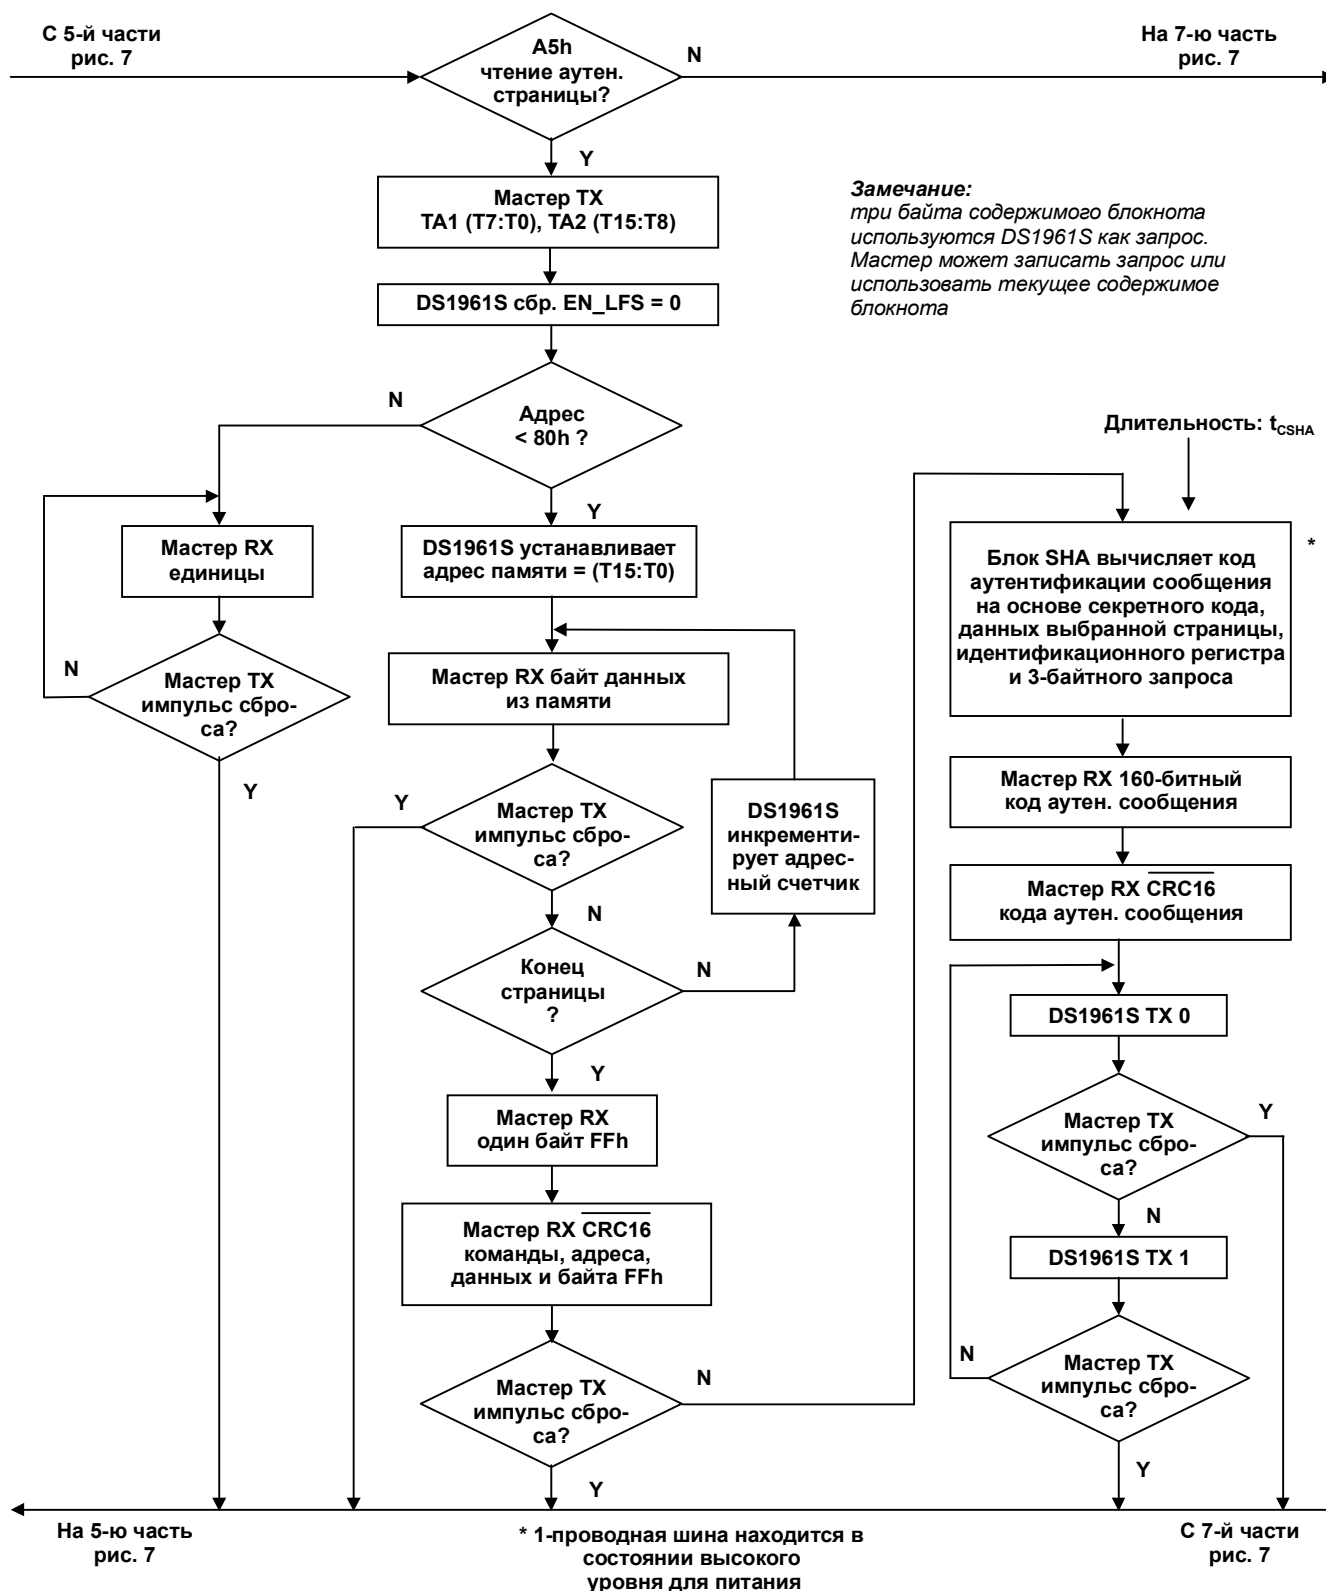 С 5-й части
рис. 7
A5h
чтение аутен.
страницы?
N
На 7-ю часть
рис. 7
Y
Мастер TX
TA1 (T7:T0), TA2 (T15:T8)
Замечание:
три байта содержимого блокнота
используются DS1961S как запрос.
Мастер может записать запрос или
использовать текущее содержимое
блокнота
DS1961S сбр. EN_LFS = 0
N
Адрес
< 80h ?
Y
Мастер RX
единицы
N
Мастер TX
импульс сбро-
са?
Y
DS1961S устанавливает
адрес памяти = (T15:T0)
Мастер RX байт данных
из памяти
Y
Мастер TX
импульс сбро-
са?
N
DS1961S
инкременти-
рует адрес-
ный счетчик
Конец
страницы
?
N
Y
Мастер RX
один байт FFh
Мастер RX CRC16
команды, адреса,
данных и байта FFh
Мастер TX
импульс сбро-
са?
N
Y
Длительность: tCSHA
Блок SHA вычисляет код
аутентификации сообщения
на основе секретного кода,
данных выбранной страницы,
идентификационного регистра
и 3-байтного запроса
*
Мастер RX 160-битный
код аутен. сообщения
Мастер RX CRC16
кода аутен. сообщения
DS1961S TX 0
Мастер TX
импульс сбро-
са?
Y
N
DS1961S TX 1
N
Мастер TX
импульс сбро-
са?
Y
На 5-ю часть
рис. 7
* 1-проводная шина находится в
состоянии высокого
уровня для питания
С 7-й части
рис. 7